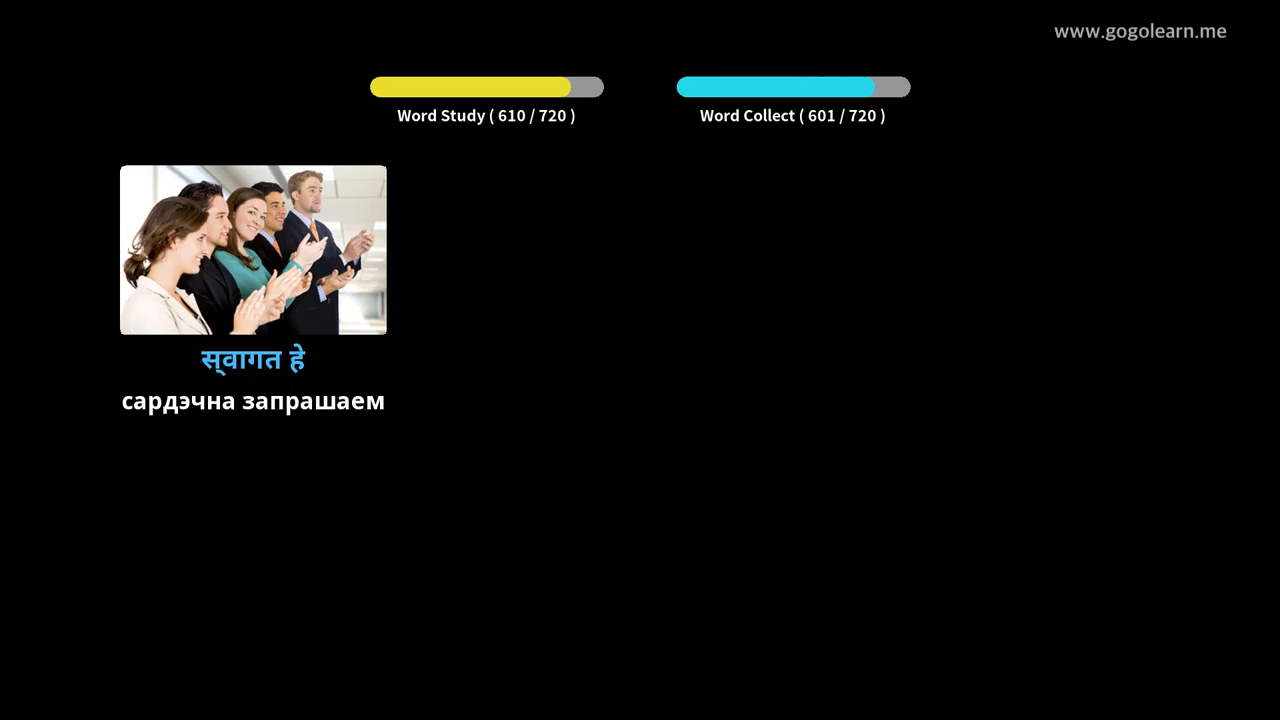 www.gogolearn.me
Word Study ( 610 / 720 )
Word Collect ( 601 / 720 )
स्वागत हे
сардэчна запрашаем